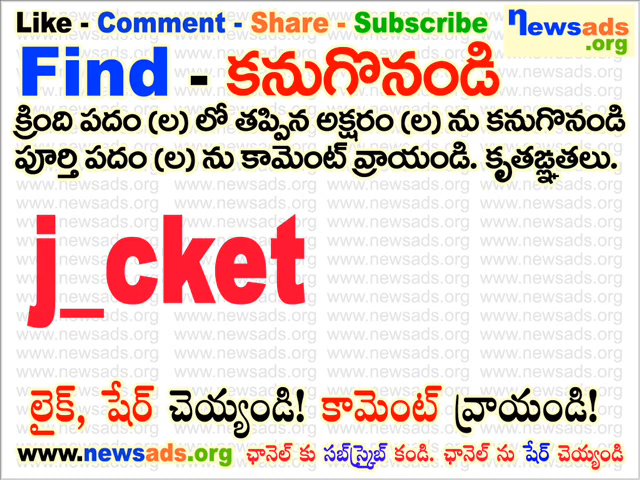 Like - Comment - Share - Subscribe
newsads
.org
Find - కనుగొనండి
క్రింది పదం (ల) లో తప్పిన అక్షరం (ల) ను కనుగొనండి
పూర్తి పదం (ల) ను కామెంట్ వ్రాయండి. కృతఙ్ఞతలు.
j_cket
లైక్, షేర్ చెయ్యండి! కామెంట్ వ్రాయండి!
www.newsads.org ఛానెల్ కు సబ్‌స్క్రైబ్ కండి. ఛానెల్ ను షేర్ చెయ్యండి